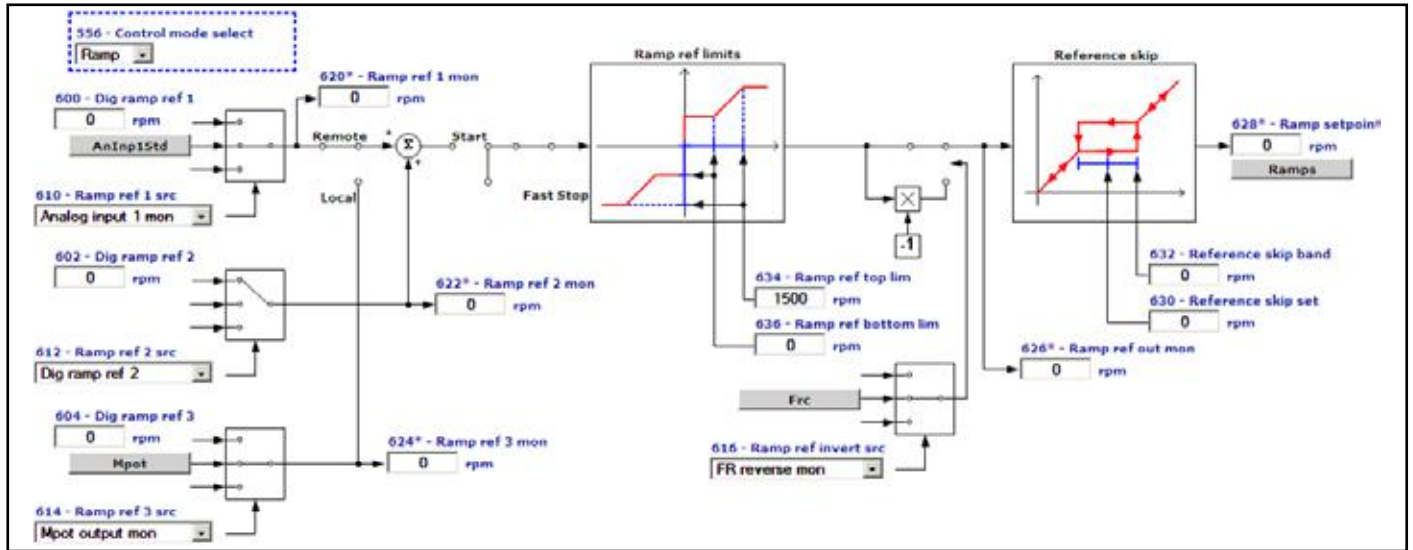 556 - Control mode select
Ramp
600 - Dig ramp ref 1
0 rpm
AnInp1Std
610 - Ramp ref 1 src
Analog input 1 mon
620* - Ramp ref 1 mon
0 rpm
Remote
Local
Σ
+
+
Start
Fast Stop
602 - Dig ramp ref 2
0 rpm
612 - Ramp ref 2 src
Dig ramp ref 2
622* - Ramp ref 2 mon
0 rpm
604 - Dig ramp ref 3
0 rpm
Mpot
614 - Ramp ref 3 src
Mpot output mon
624* - Ramp ref 3 mon
0 rpm
Ramp ref limits
634 - Ramp ref top lim
1500 rpm
636 - Ramp ref bottom lim
0 rpm
X
-1
Frc
616 - Ramp ref invert src
FR reverse mon
Reference skip
628* - Ramp setpoin
0 rpm
Ramps
632 - Reference skip band
0 rpm
630 - Reference skip set
0 rpm
626* - Ramp ref out mon
0 rpm